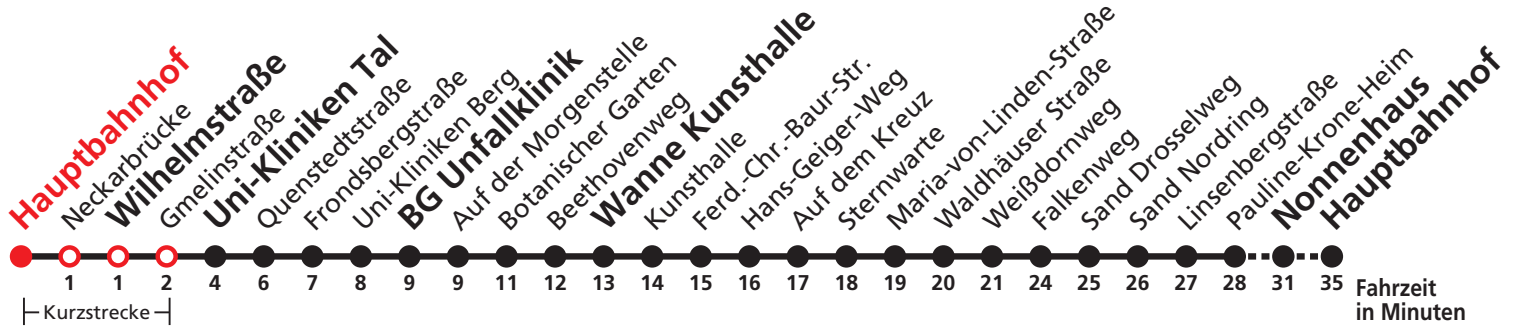 Hauptbahnhof
Neckarbrücke
Wilhelmstraße
Gmelinstraße
Uni-Kliniken Tal
Quenstedtstraße
Frondsbergstraße
Uni-Kliniken Berg
BG Unfallklinik
Auf der Morgenstelle
Botanischer Garten
Beethovenweg
Wanne Kunsthalle
Kunsthalle
Ferd.-Chr.-Baur-Str.
Hans-Geiger-Weg
Auf dem Kreuz
Sternwarte
Maria-von-Linden-Straße
Waldhäuser Straße
Weißdornweg
Falkenweg
Sand Drosselweg
Sand Nordring
Linsenbergstraße
Pauline-Krone-Heim
Nonnenhaus
Hauptbahnhof
1 1 2 4 6 7 8 9 9 11 12 13 14 15 16 17 18 19 20 21 24 25 26 27 28 31 35
Fahrzeit
in Minuten
Kurzstrecke